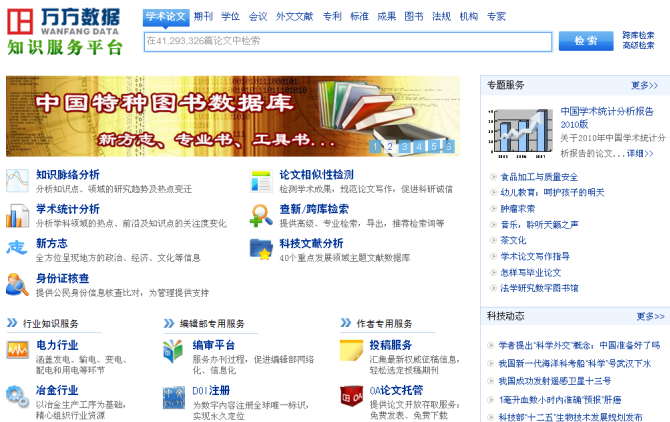 万方数据
WANFANG DATA
知识服务平台
学术论文 期刊 学位 会议 外文文献 专利 标准 成果 图书 法规 机构 专家
在41,293,326篇论文中检索
检 索
跨库检索
高级检索
中国特种图书数据库
新方志、专业书、工具书...
1 2 3 4 5 6
知识脉络分析
分析知识点、领域的研究趋势及热点变迁
论文相似性检测
检测学术成果，规范论文写作，促进科研诚信
学术统计分析
分析学科领域的热点、前沿及知识点的关注度变化
查新/跨库检索
提供高级、专业检索，导出，推荐检索词等
新方志
全方位呈现地方的政治、经济、文化等信息
科技文献分析
40个重点发展领域主题文献数据库
身份证核查
提供公民身份信息核查比对，为管理提供支持
行业知识服务
电力行业
涵盖发电、输电、变电、
配电和用电等环节
冶金行业
以冶金生产工序为基础，
精心组织行业资源
编辑部专用服务
编审平台
服务办刊过程，促进编辑部网络
化、信息化
DOI注册
为数字内容注册全球唯一标识，
实现永久定位
作者专用服务
投稿服务
汇集最新权威征稿信息，
轻松选定投稿期刊
OA论文托管
提供论文开放存取服务：
免费发表、免费下载
专题服务 更多>>
中国学术统计分析报告
2010版
关于2010年中国学术统计分
析报告的论文...详细>>
食品加工与质量安全
幼儿教育：呵护孩子的明天
肿瘤求索
音乐，聆听天籁之声
茶文化
学术论文写作指导
怎样写毕业论文
法学研究数字图书馆
科技动态 更多>>
学者提出“科学外交”概念：中国准备好了吗
我国新一代海洋科考船“科学”号武汉下水
我国成功发射遥感卫星十三号
1毫升血数小时内准确“预报”肝癌
科技部“十二五”生物技术发展规划发布